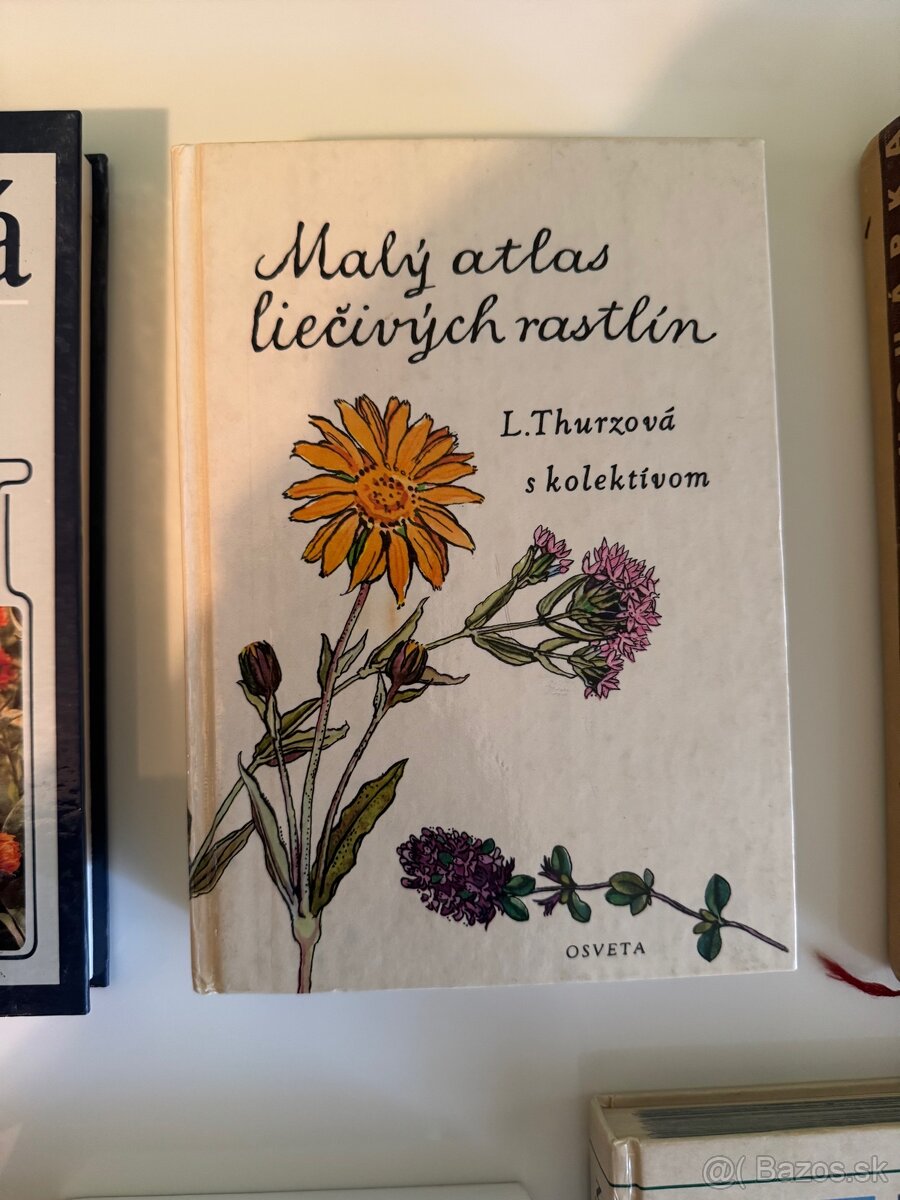 Malý atlas
liečivých rastlín
L. Thurzová
s kolektívom
OSVETA
á
@( Bazos.sk